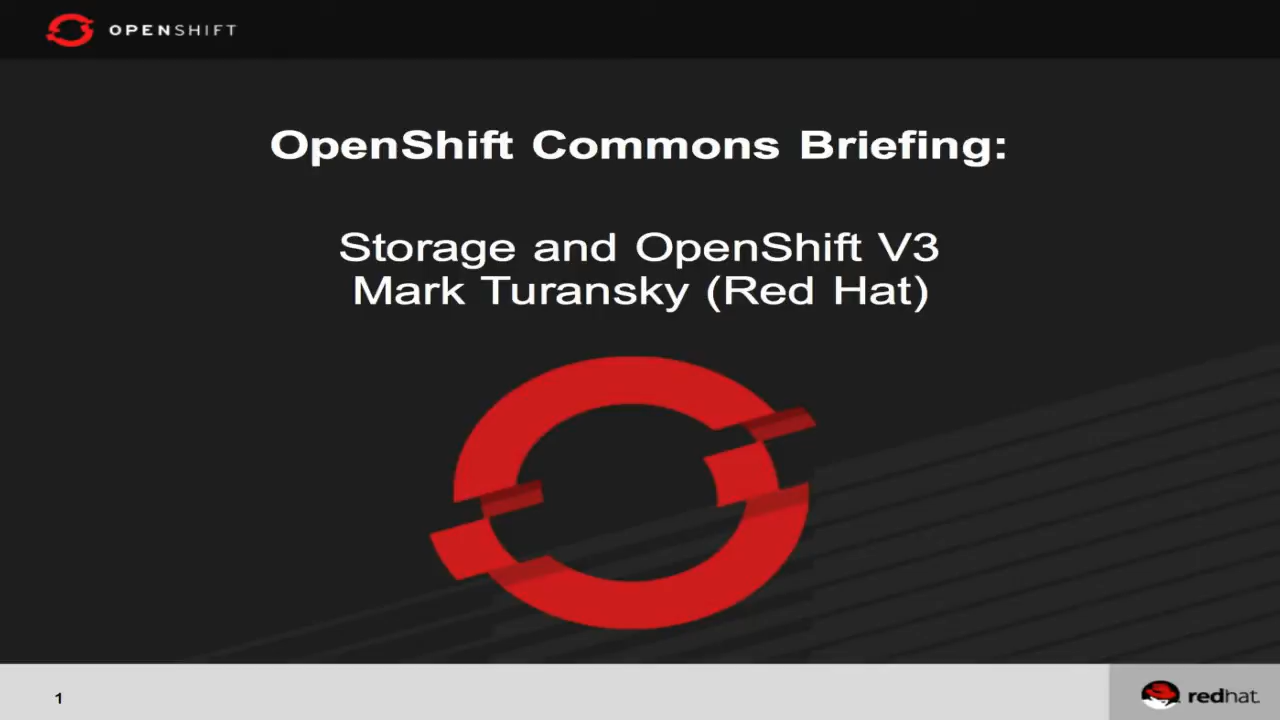 OPENSHIFT
OpenShift Commons Briefing:
Storage and OpenShift V3
Mark Turansky (Red Hat)
1
redhat.